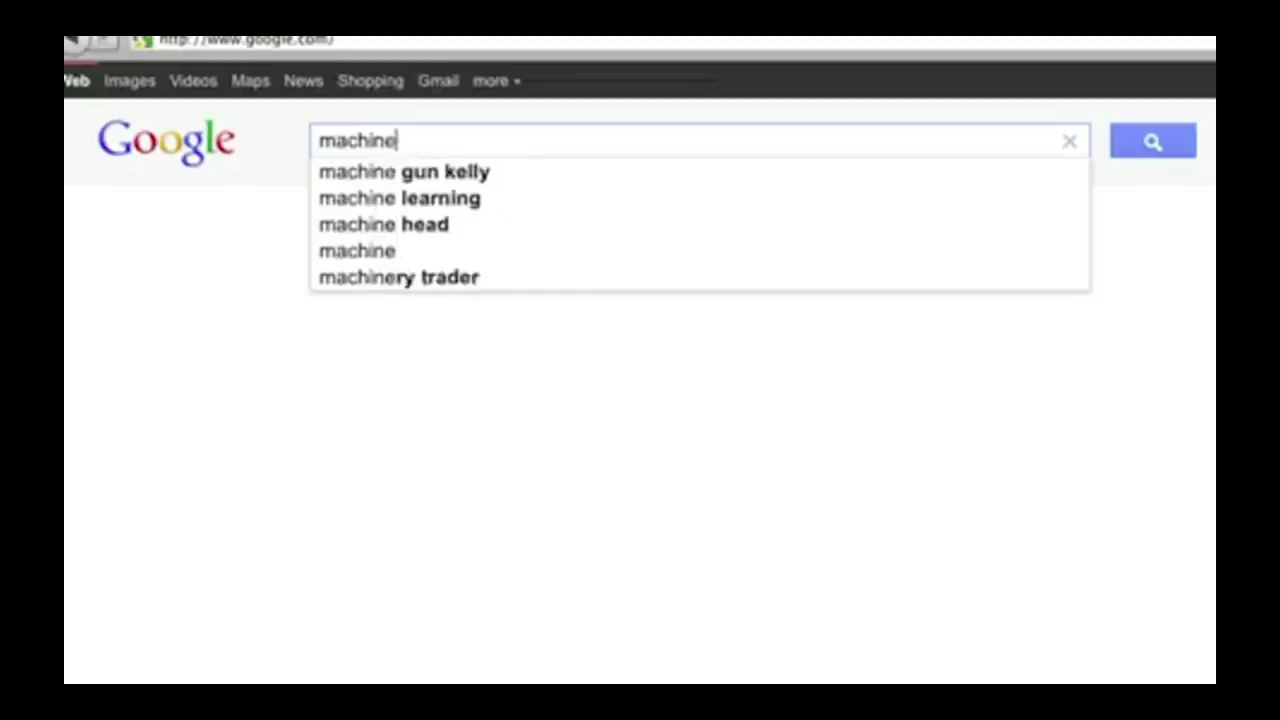 http://www.google.com/
Web Images Videos Maps News Shopping Gmail more
Google
machine
machine gun kelly
machine learning
machine head
machine
machinery trader